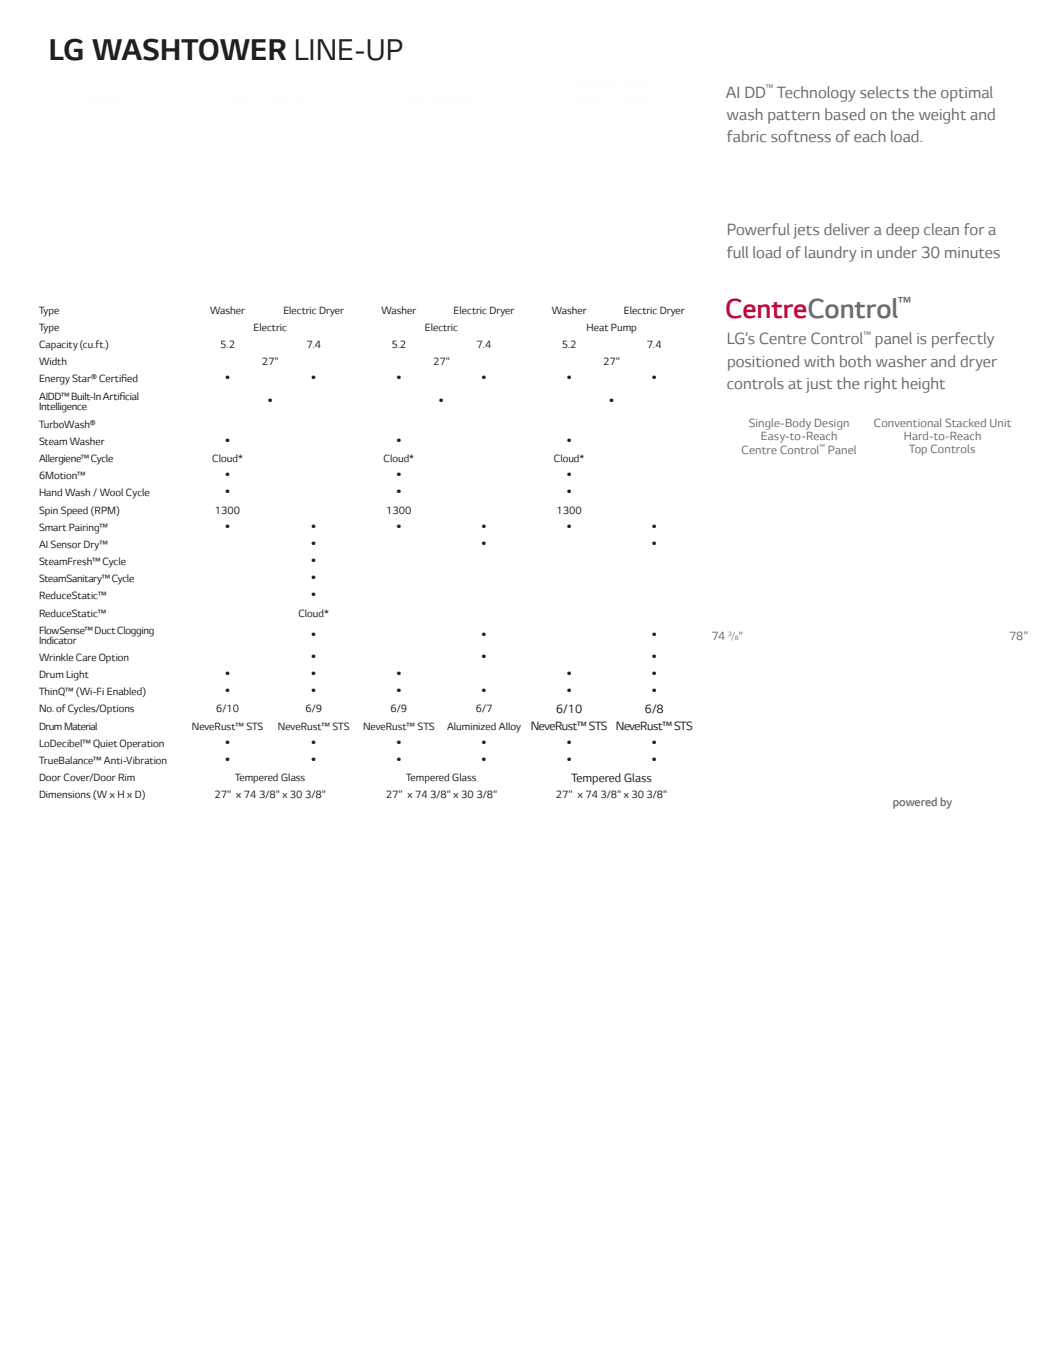 LG WASHTOWER LINE-UP
AI DD™ Technology selects the optimal
wash pattern based on the weight and
fabric softness of each load.
Powerful jets deliver a deep clean for a
full load of laundry in under 30 minutes
CentreControl™
LG's Centre Control™ panel is perfectly
positioned with both washer and dryer
controls at just the right height
Single-Body Design
Easy-to-Reach
Centre Control™ Panel
Conventional Stacked Unit
Hard-to-Reach
Top Controls
74 3/8"
78"
powered by
Type Washer Electric Dryer Washer Electric Dryer Washer Electric Dryer
Type Electric Electric Heat Pump
Capacity (cu.ft.) 5.2 7.4 5.2 7.4 5.2 7.4
Width 27" 27" 27"
Energy Star® Certified • • • • • •
AIDD™ Built-In Artificial
Intelligence • • •
TurboWash®
Steam Washer • • •
Allergiene™ Cycle Cloud* Cloud* Cloud*
6Motion™ • • •
Hand Wash / Wool Cycle • • •
Spin Speed (RPM) 1300 1300 1300
Smart Pairing™ • • • • • •
AI Sensor Dry™ • • •
SteamFresh™ Cycle •
SteamSanitary™ Cycle •
ReduceStatic™ •
ReduceStatic™ Cloud*
FlowSense™ Duct Clogging
Indicator • • •
Wrinkle Care Option • • •
Drum Light • • • • •
ThinQ™ (Wi-Fi Enabled) • • • • • •
No. of Cycles/Options 6/10 6/9 6/9 6/7 6/10 6/8
Drum Material NeveRust™ STS NeveRust™ STS NeveRust™ STS Aluminized Alloy NeveRust™ STS NeveRust™ STS
LoDecibel™ Quiet Operation • • • • • •
TrueBalance™ Anti-Vibration • • • • • •
Door Cover/Door Rim Tempered Glass Tempered Glass Tempered Glass
Dimensions (W x H x D) 27" x 74 3/8" x 30 3/8" 27" x 74 3/8" x 30 3/8" 27" x 74 3/8" x 30 3/8"